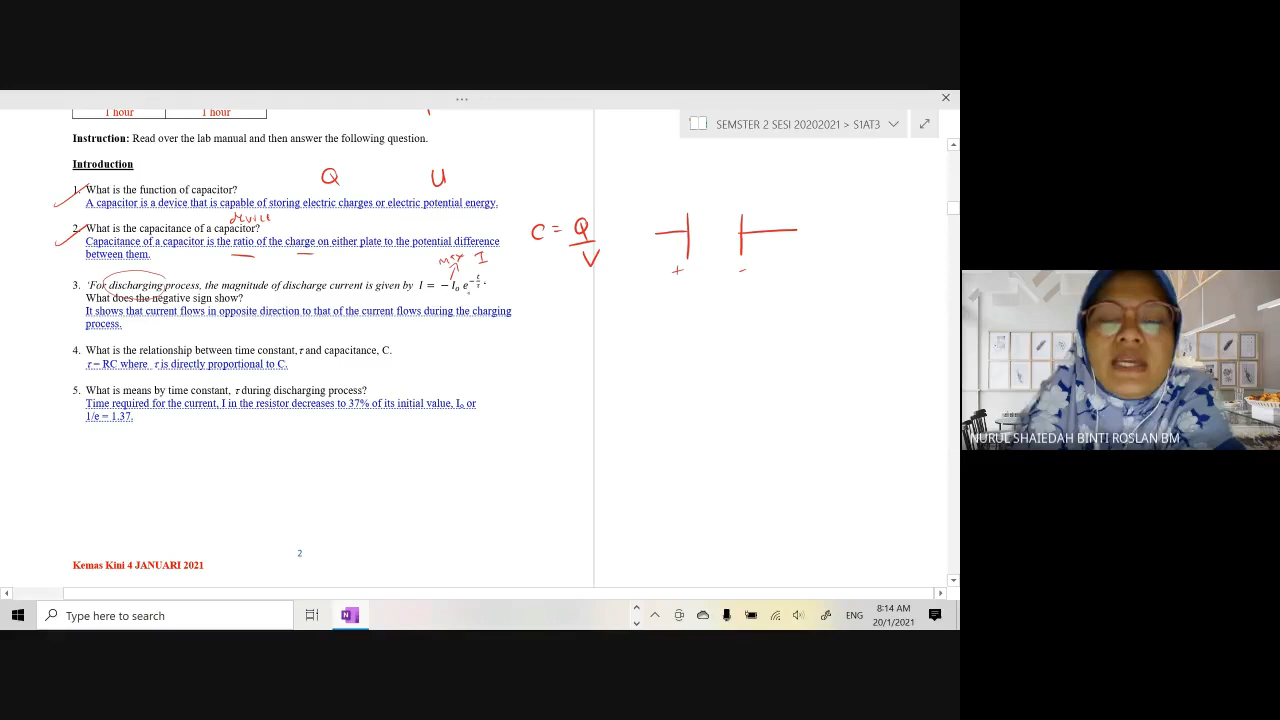 1 hour 1 hour
SEMSTER 2 SESI 20202021 > S1AT3
Instruction: Read over the lab manual and then answer the following question.
Introduction
Q U
1. What is the function of capacitor?
A capacitor is a device that is capable of storing electric charges or electric potential energy.
device
2. What is the capacitance of a capacitor?
Capacitance of a capacitor is the ratio of the charge on either plate to the potential difference
between them.
C = Q
V
+ -
max I
3. 'For discharging process, the magnitude of discharge current is given by I = − Iₒ e^(−t/τ).
What does the negative sign show?
It shows that current flows in opposite direction to that of the current flows during the charging
process.
4. What is the relationship between time constant, τ and capacitance, C.
τ = RC where τ is directly proportional to C.
5. What is means by time constant, τ during discharging process?
Time required for the current, I in the resistor decreases to 37% of its initial value, Iₒ or
1/e = 1.37.
2
Kemas Kini 4 JANUARI 2021
NURUL SHAIEDAH BINTI ROSLAN BM
Type here to search
ENG
8:14 AM
20/1/2021